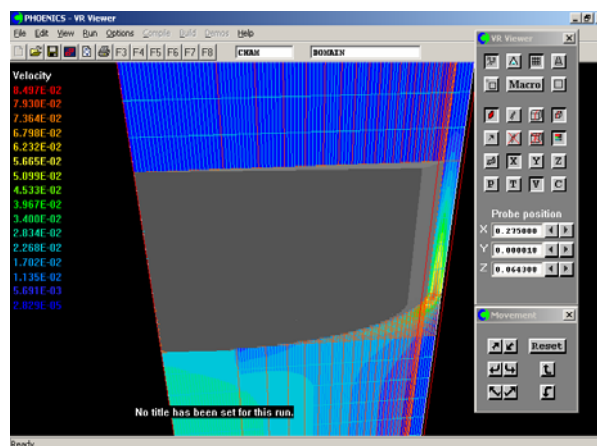 PHOENICS - VR Viewer
File Edit View Run Options Compile Build Demos Help
F3 F4 F5 F6 F7 F8 CHAM DOMAIN
VR Viewer
Macro
X Y Z
P T V C
Probe position
X 0.275000
Y 0.000010
Z 0.064300
Movement
Reset
Velocity
8.497E-02
7.930E-02
7.364E-02
6.798E-02
6.232E-02
5.665E-02
5.099E-02
4.533E-02
3.967E-02
3.400E-02
2.834E-02
2.268E-02
1.702E-02
1.135E-02
5.691E-03
2.829E-05
No title has been set for this run.
Ready